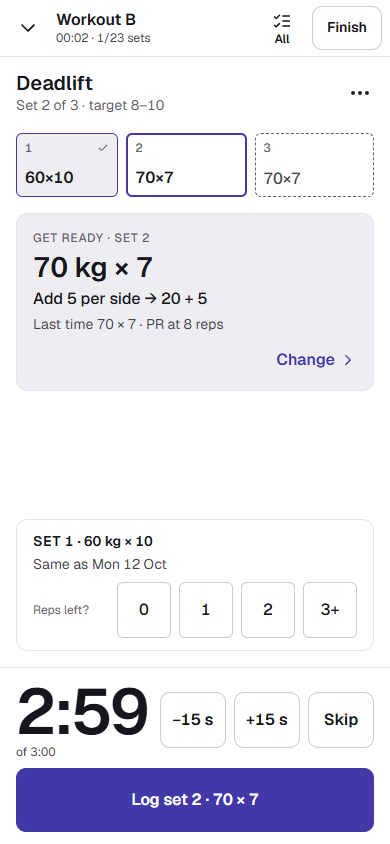 Workout B
00:02 · 1/23 sets
All
Finish
Deadlift
Set 2 of 3 · target 8–10
1
60×10
2
70×7
3
70×7
GET READY · SET 2
70 kg × 7
Add 5 per side → 20 + 5
Last time 70 × 7 · PR at 8 reps
Change
SET 1 · 60 kg × 10
Same as Mon 12 Oct
Reps left?
0
1
2
3+
2:59
of 3:00
−15 s
+15 s
Skip
Log set 2 · 70 × 7